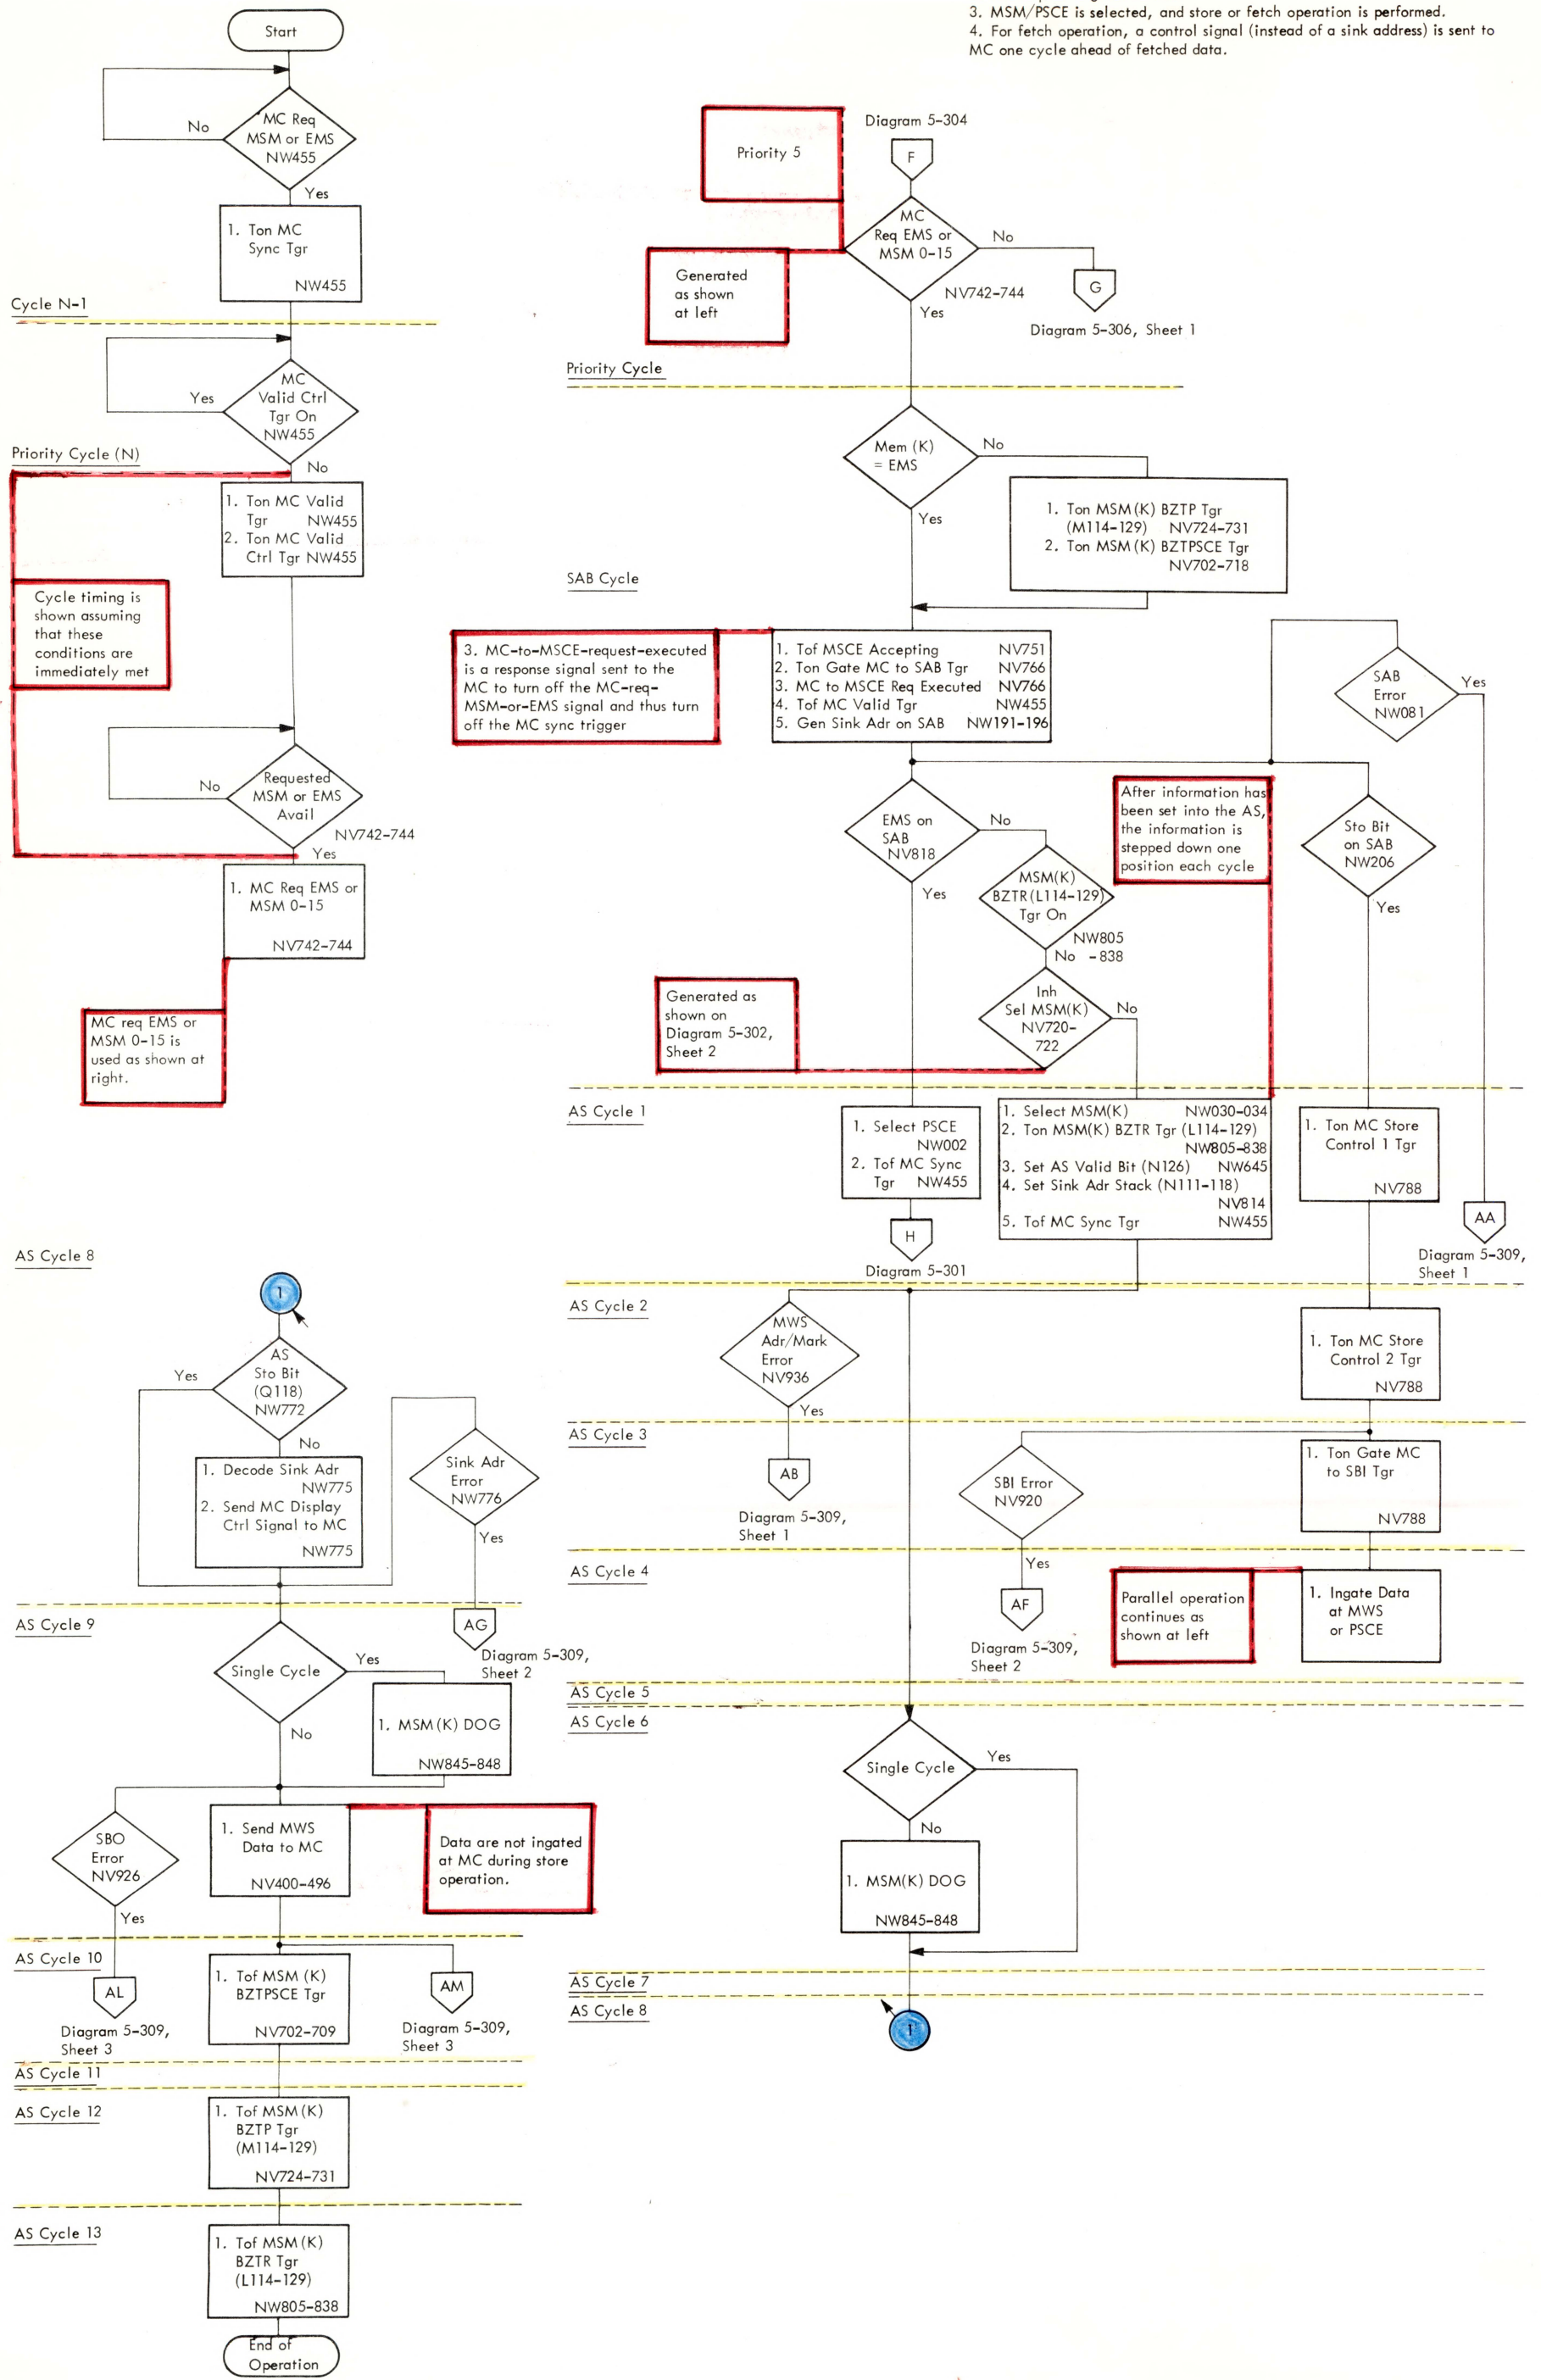 3. MSM/PSCE is selected, and store or fetch operation is performed.
4. For fetch operation, a control signal (instead of a sink address) is sent to
MC one cycle ahead of fetched data.
Start
MC Req
MSM or EMS
NW455
No
Yes
1. Ton MC
Sync Tgr
NW455
Cycle N-1
MC
Valid Ctrl
Tgr On
NW455
Yes
No
Priority Cycle (N)
1. Ton MC Valid
Tgr NW455
2. Ton MC Valid
Ctrl Tgr NW455
Cycle timing is
shown assuming
that these
conditions are
immediately met
Requested
MSM or EMS
Avail
No
NV742-744
Yes
1. MC Req EMS or
MSM 0-15
NV742-744
MC req EMS or
MSM 0-15 is
used as shown at
right.
Diagram 5-304
F
Priority 5
MC
Req EMS or
MSM 0-15
No
NV742-744
Yes
Generated
as shown
at left
G
Diagram 5-306, Sheet 1
Priority Cycle
Mem (K)
= EMS
No
Yes
1. Ton MSM(K) BZTP Tgr
(M114-129) NV724-731
2. Ton MSM(K) BZTPSCE Tgr
NV702-718
SAB Cycle
3. MC-to-MSCE-request-executed
is a response signal sent to the
MC to turn off the MC-req-
MSM-or-EMS signal and thus turn
off the MC sync trigger
1. Tof MSCE Accepting NV751
2. Ton Gate MC to SAB Tgr NV766
3. MC to MSCE Req Executed NV766
4. Tof MC Valid Tgr NW455
5. Gen Sink Adr on SAB NW191-196
SAB
Error
NW081
Yes
EMS on
SAB
NV818
No
Yes
MSM(K)
BZTR(L114-129)
Tgr On
NW805
-838
No
After information has
been set into the AS,
the information is
stepped down one
position each cycle
Sto Bit
on SAB
NW206
Yes
Generated as
shown on
Diagram 5-302,
Sheet 2
Inh
Sel MSM(K)
NV720-
722
No
AS Cycle 1
1. Select PSCE
NW002
2. Tof MC Sync
Tgr NW455
H
Diagram 5-301
1. Select MSM(K) NW030-034
2. Ton MSM(K) BZTR Tgr (L114-129)
NW805-838
3. Set AS Valid Bit (N126) NW645
4. Set Sink Adr Stack (N111-118)
NV814
5. Tof MC Sync Tgr NW455
1. Ton MC Store
Control 1 Tgr
NV788
AA
Diagram 5-309,
Sheet 1
AS Cycle 2
MWS
Adr/Mark
Error
NV936
Yes
1. Ton MC Store
Control 2 Tgr
NV788
AS Cycle 3
AB
Diagram 5-309,
Sheet 1
SBI Error
NV920
Yes
1. Ton Gate MC
to SBI Tgr
NV788
AS Cycle 4
AF
Diagram 5-309,
Sheet 2
Parallel operation
continues as
shown at left
1. Ingate Data
at MWS
or PSCE
AS Cycle 5
AS Cycle 6
Single Cycle
Yes
No
1. MSM(K) DOG
NW845-848
AS Cycle 7
AS Cycle 8
1
AS Cycle 8
1
AS
Sto Bit
(Q118)
NW772
Yes
No
1. Decode Sink Adr
NW775
2. Send MC Display
Ctrl Signal to MC
NW775
Sink Adr
Error
NW776
Yes
AG
Diagram 5-309,
Sheet 2
AS Cycle 9
Single Cycle
Yes
No
1. MSM(K) DOG
NW845-848
SBO
Error
NV926
Yes
1. Send MWS
Data to MC
NV400-496
Data are not ingated
at MC during store
operation.
AS Cycle 10
AL
Diagram 5-309,
Sheet 3
1. Tof MSM (K)
BZTPSCE Tgr
NV702-709
AM
Diagram 5-309,
Sheet 3
AS Cycle 11
AS Cycle 12
1. Tof MSM (K)
BZTP Tgr
(M114-129)
NV724-731
AS Cycle 13
1. Tof MSM (K)
BZTR Tgr
(L114-129)
NW805-838
End of
Operation